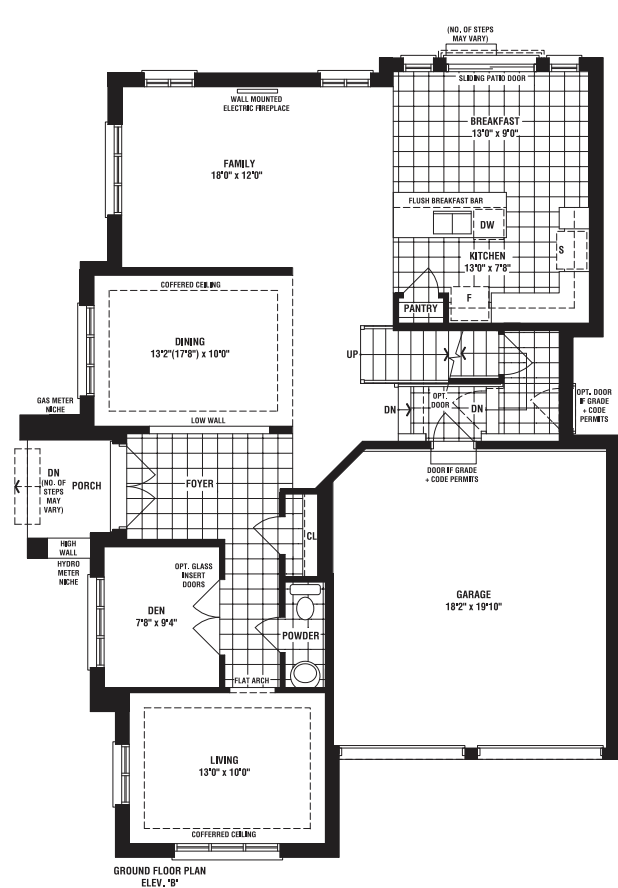 (NO. OF STEPS
MAY VARY)
SLIDING PATIO DOOR
WALL MOUNTED
ELECTRIC FIREPLACE
BREAKFAST
13'0" x 9'0"
FAMILY
18'0" x 12'0"
FLUSH BREAKFAST BAR
DW
S
KITCHEN
13'0" x 7'8"
F
PANTRY
COFFERED CEILING
DINING
13'2"(17'8") x 10'0"
UP
LOW WALL
GAS METER
NICHE
OPT.
DOOR
DN
DN
OPT. DOOR
IF GRADE
+ CODE
PERMITS
DOOR IF GRADE
+ CODE PERMITS
DN
(NO. OF
STEPS
MAY
VARY)
PORCH
FOYER
CL
HIGH
WALL
HYDRO
METER
NICHE
OPT. GLASS
INSERT
DOORS
DEN
7'8" x 9'4"
POWDER
GARAGE
18'2" x 19'10"
FLAT ARCH
LIVING
13'0" x 10'0"
COFFERRED CEILING
GROUND FLOOR PLAN
ELEV. 'B'